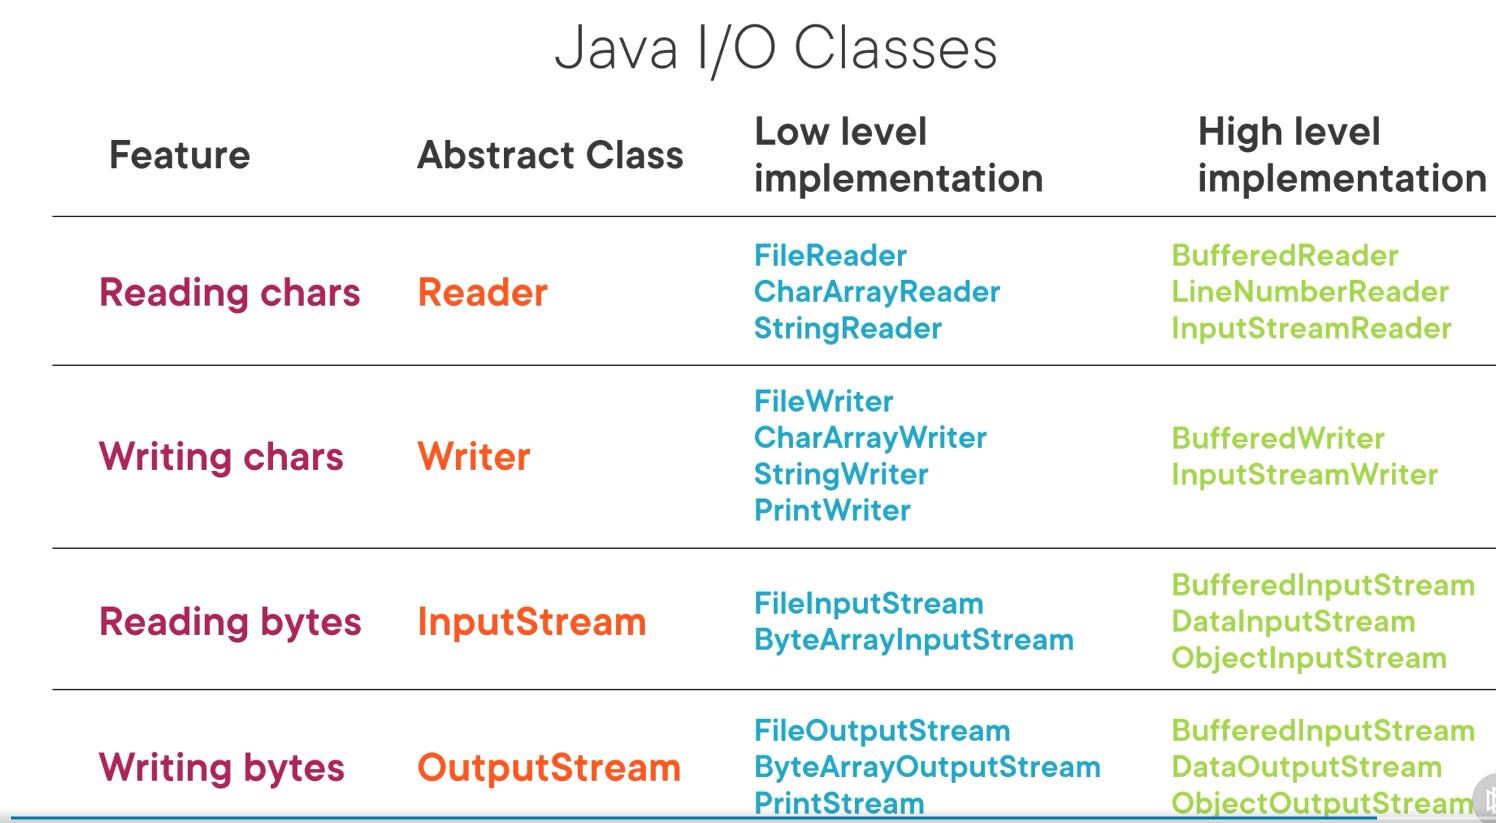 Java I/O Classes
Feature
Abstract Class
Low level
implementation
High level
implementation
Reading chars
Reader
FileReader
CharArrayReader
StringReader
BufferedReader
LineNumberReader
InputStreamReader
Writing chars
Writer
FileWriter
CharArrayWriter
StringWriter
PrintWriter
BufferedWriter
InputStreamWriter
Reading bytes
InputStream
FileInputStream
ByteArrayInputStream
BufferedInputStream
DataInputStream
ObjectInputStream
Writing bytes
OutputStream
FileOutputStream
ByteArrayOutputStream
PrintStream
BufferedInputStream
DataOutputStream
ObjectOutputStream